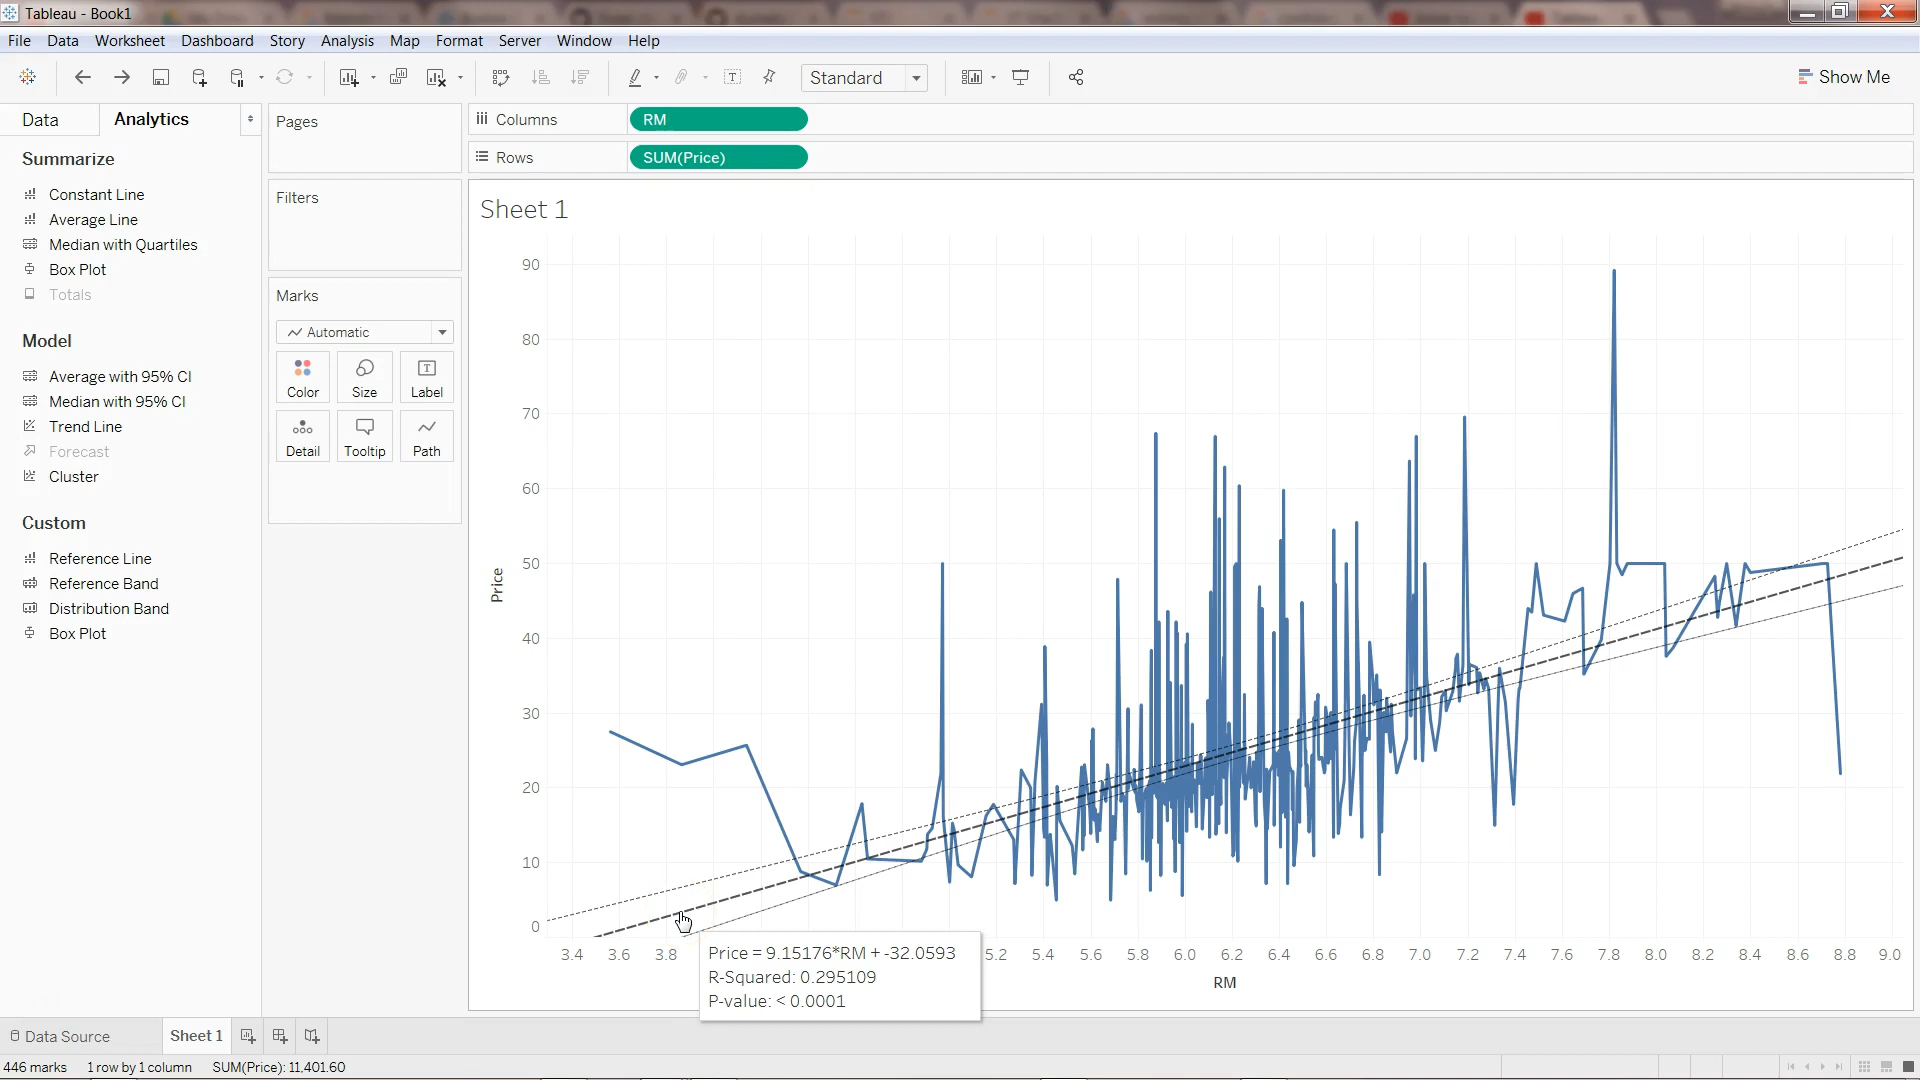 Tableau - Book1
File Data Worksheet Dashboard Story Analysis Map Format Server Window Help
Standard
Show Me
Data Analytics
Summarize
Constant Line
Average Line
Median with Quartiles
Box Plot
Totals
Model
Average with 95% CI
Median with 95% CI
Trend Line
Forecast
Cluster
Custom
Reference Line
Reference Band
Distribution Band
Box Plot
Pages
Filters
Marks
Automatic
Color Size Label
Detail Tooltip Path
Columns RM
Rows SUM(Price)
Sheet 1
90
80
70
60
50
40
30
20
10
0
Price
3.4 3.6 3.8 5.2 5.4 5.6 5.8 6.0 6.2 6.4 6.6 6.8 7.0 7.2 7.4 7.6 7.8 8.0 8.2 8.4 8.6 8.8 9.0
RM
Price = 9.15176*RM + -32.0593
R-Squared: 0.295109
P-value: < 0.0001
Data Source Sheet 1
446 marks 1 row by 1 column SUM(Price): 11,401.60